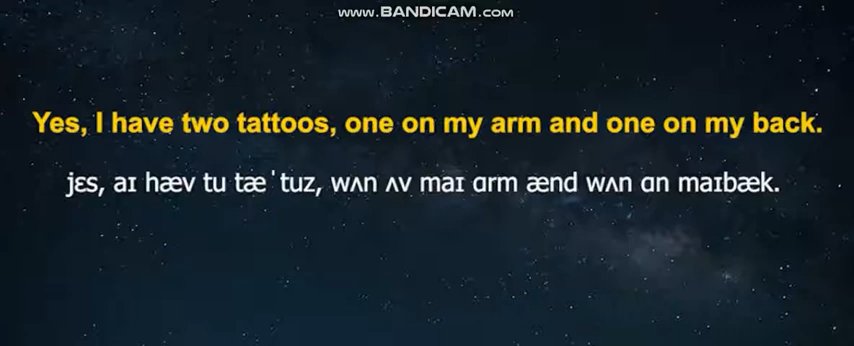 www.BANDICAM.com
Yes, I have two tattoos, one on my arm and one on my back.
jɛs, aɪ hæv tu tæˈtuz, wʌn ʌv maɪ ɑrm ænd wʌn ɑn maɪbæk.